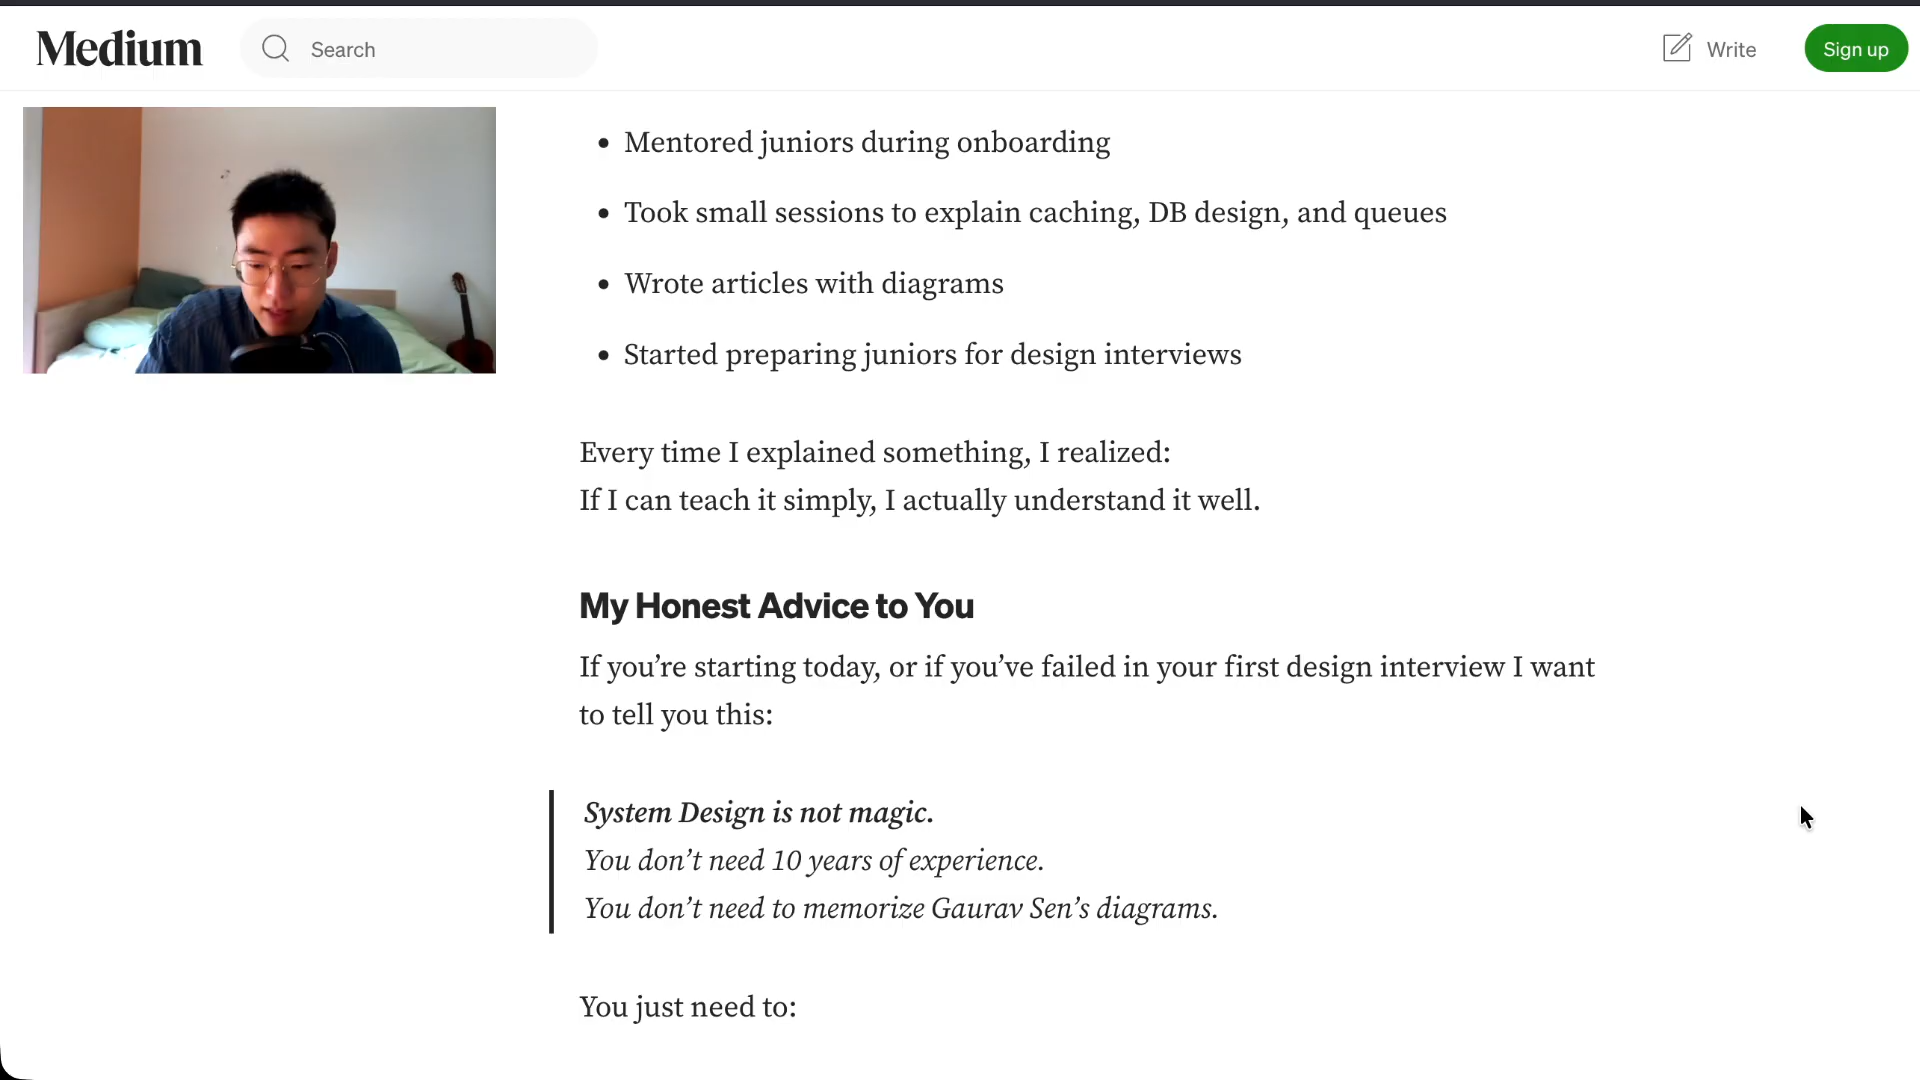 Medium
Search
Write
Sign up
• Mentored juniors during onboarding
• Took small sessions to explain caching, DB design, and queues
• Wrote articles with diagrams
• Started preparing juniors for design interviews
Every time I explained something, I realized:
If I can teach it simply, I actually understand it well.
My Honest Advice to You
If you’re starting today, or if you’ve failed in your first design interview I want
to tell you this:
System Design is not magic.
You don’t need 10 years of experience.
You don’t need to memorize Gaurav Sen’s diagrams.
You just need to: